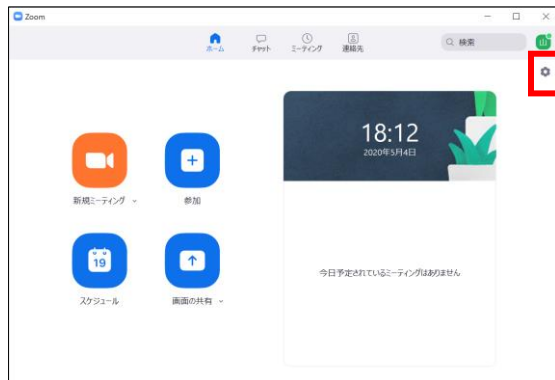 Zoom
ホーム
チャット
ミーティング
連絡先
検索
山
18:12
2020年5月4日
新規ミーティング
参加
19
スケジュール
画面の共有
今日予定されているミーティングはありません